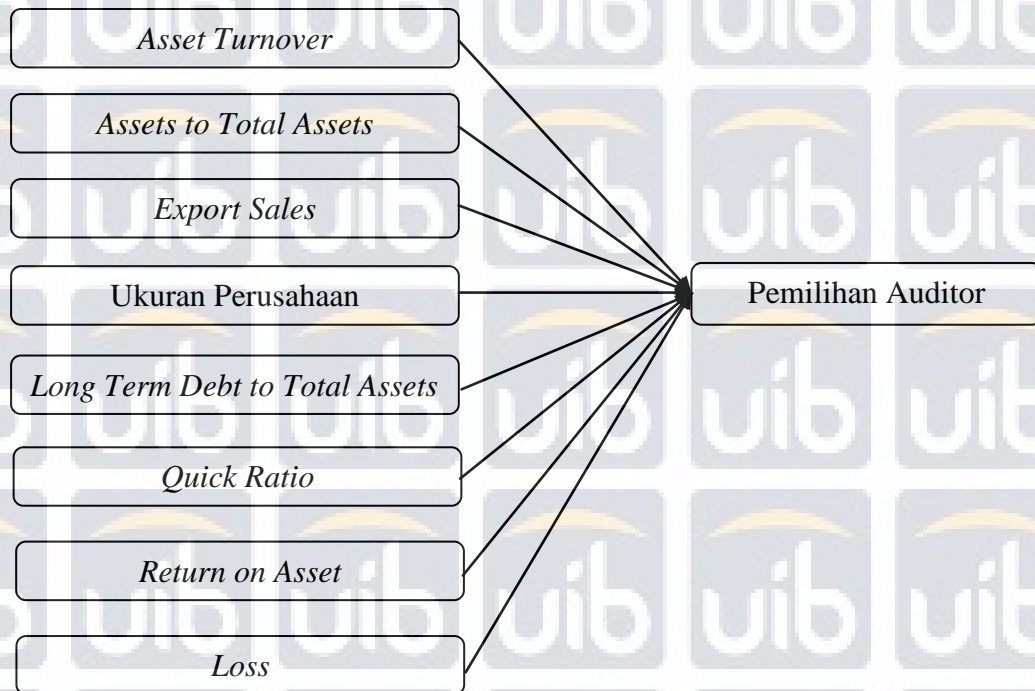 Asset Turnover
Assets to Total Assets
Export Sales
Ukuran Perusahaan
Pemilihan Auditor
Long Term Debt to Total Assets
Quick Ratio
Return on Asset
Loss
uib